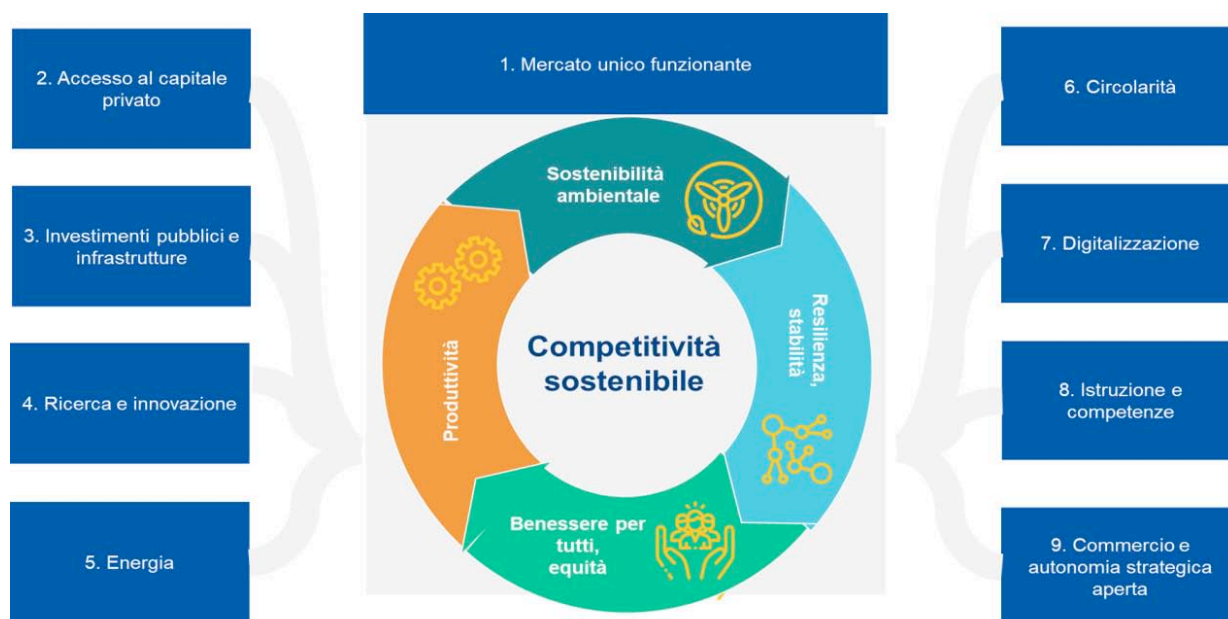 1. Mercato unico funzionante
2. Accesso al capitale
privato
3. Investimenti pubblici e
infrastrutture
4. Ricerca e innovazione
5. Energia
Sostenibilità
ambientale
Resilienza,
stabilità
Benessere per
tutti,
equità
Produttività
Competitività
sostenibile
6. Circolarità
7. Digitalizzazione
8. Istruzione e
competenze
9. Commercio e
autonomia strategica
aperta